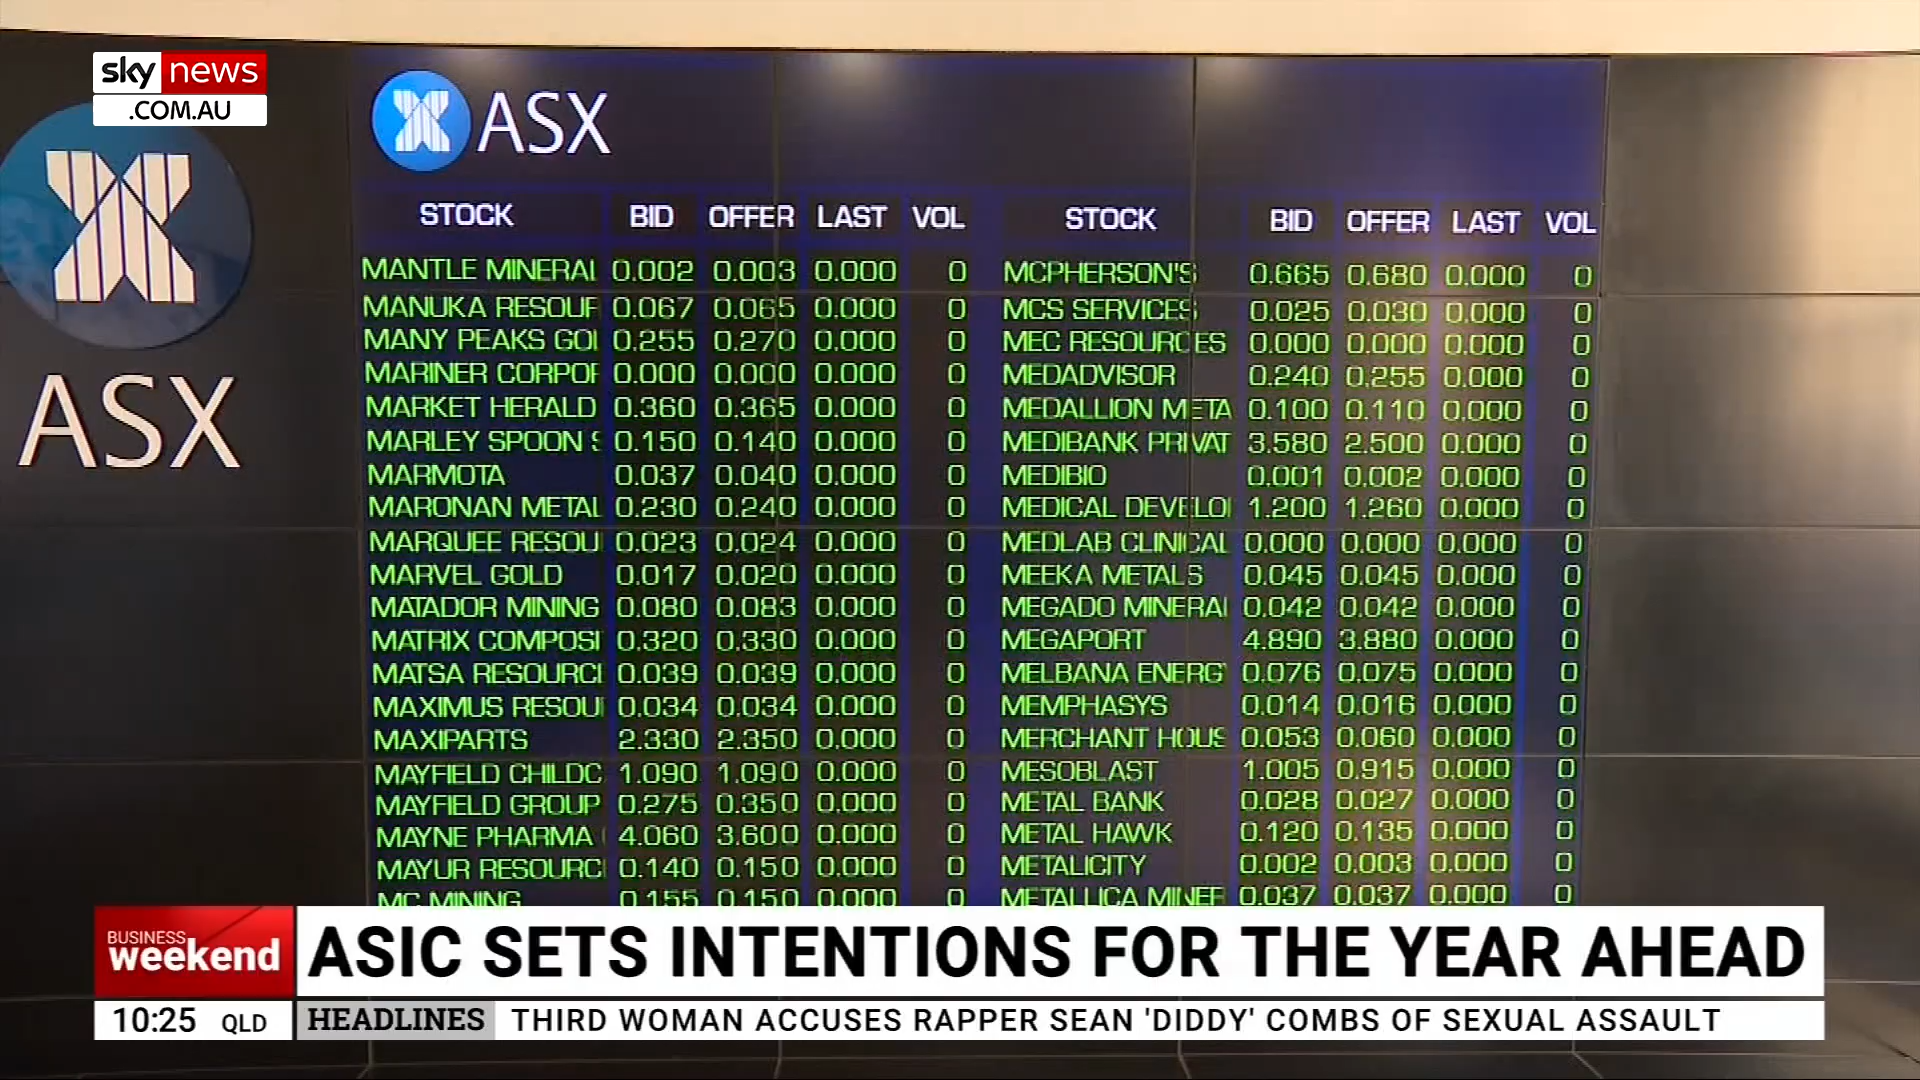 sky news
.COM.AU
ASX
ASX
STOCK BID OFFER LAST VOL
MANTLE MINERAL 0.002 0.003 0.000 0
MANUKA RESOUR 0.067 0.065 0.000 0
MANY PEAKS GOL 0.255 0.270 0.000 0
MARINER CORPOR 0.000 0.000 0.000 0
MARKET HERALD 0.360 0.365 0.000 0
MARLEY SPOON S 0.150 0.140 0.000 0
MARMOTA 0.037 0.040 0.000 0
MARONAN METAL 0.230 0.240 0.000 0
MARQUEE RESOU 0.023 0.024 0.000 0
MARVEL GOLD 0.017 0.020 0.000 0
MATADOR MINING 0.080 0.083 0.000 0
MATRIX COMPOSI 0.320 0.330 0.000 0
MATSA RESOURCE 0.039 0.039 0.000 0
MAXIMUS RESOU 0.034 0.034 0.000 0
MAXIPARTS 2.330 2.350 0.000 0
MAYFIELD CHILDC 1.090 1.090 0.000 0
MAYFIELD GROUP 0.275 0.350 0.000 0
MAYNE PHARMA 4.060 3.600 0.000 0
MAYUR RESOURCE 0.140 0.150 0.000 0
MC MINING 0.155 0.150 0.000 0
STOCK BID OFFER LAST VOL
MCPHERSON'S 0.665 0.680 0.000 0
MCS SERVICES 0.025 0.030 0.000 0
MEC RESOURCES 0.000 0.000 0.000 0
MEDADVISOR 0.240 0.255 0.000 0
MEDALLION META 0.100 0.110 0.000 0
MEDIBANK PRIVAT 3.580 2.500 0.000 0
MEDIBIO 0.001 0.002 0.000 0
MEDICAL DEVELO 1.200 1.260 0.000 0
MEDLAB CLINICAL 0.000 0.000 0.000 0
MEEKA METALS 0.045 0.045 0.000 0
MEGADO MINERAL 0.042 0.042 0.000 0
MEGAPORT 4.890 3.880 0.000 0
MELBANA ENERGY 0.076 0.075 0.000 0
MEMPHASYS 0.014 0.016 0.000 0
MERCHANT HOUS 0.053 0.060 0.000 0
MESOBLAST 1.005 0.915 0.000 0
METAL BANK 0.028 0.027 0.000 0
METAL HAWK 0.120 0.135 0.000 0
METALICITY 0.002 0.003 0.000 0
METALLICA MINER 0.037 0.037 0.000 0
BUSINESS
weekend
ASIC SETS INTENTIONS FOR THE YEAR AHEAD
10:25 QLD
HEADLINES THIRD WOMAN ACCUSES RAPPER SEAN 'DIDDY' COMBS OF SEXUAL ASSAULT